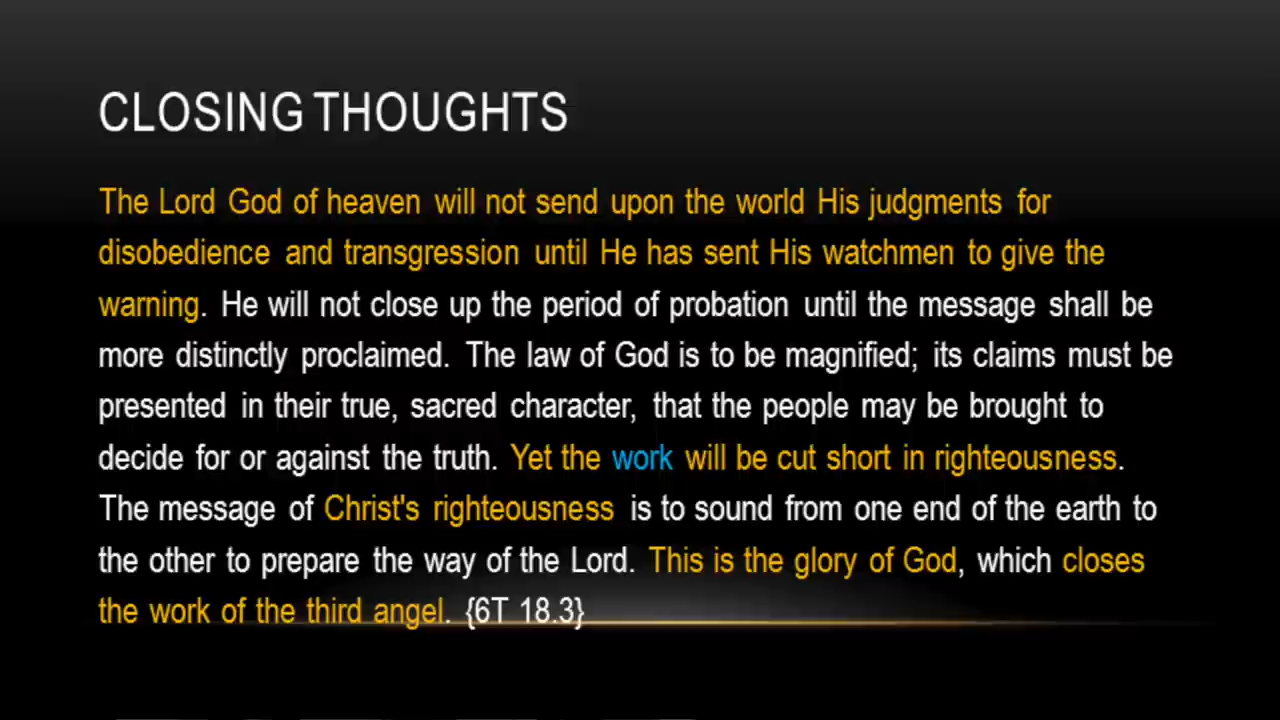 CLOSING THOUGHTS
The Lord God of heaven will not send upon the world His judgments for
disobedience and transgression until He has sent His watchmen to give the
warning. He will not close up the period of probation until the message shall be
more distinctly proclaimed. The law of God is to be magnified; its claims must be
presented in their true, sacred character, that the people may be brought to
decide for or against the truth. Yet the work will be cut short in righteousness.
The message of Christ's righteousness is to sound from one end of the earth to
the other to prepare the way of the Lord. This is the glory of God, which closes
the work of the third angel. {6T 18.3}